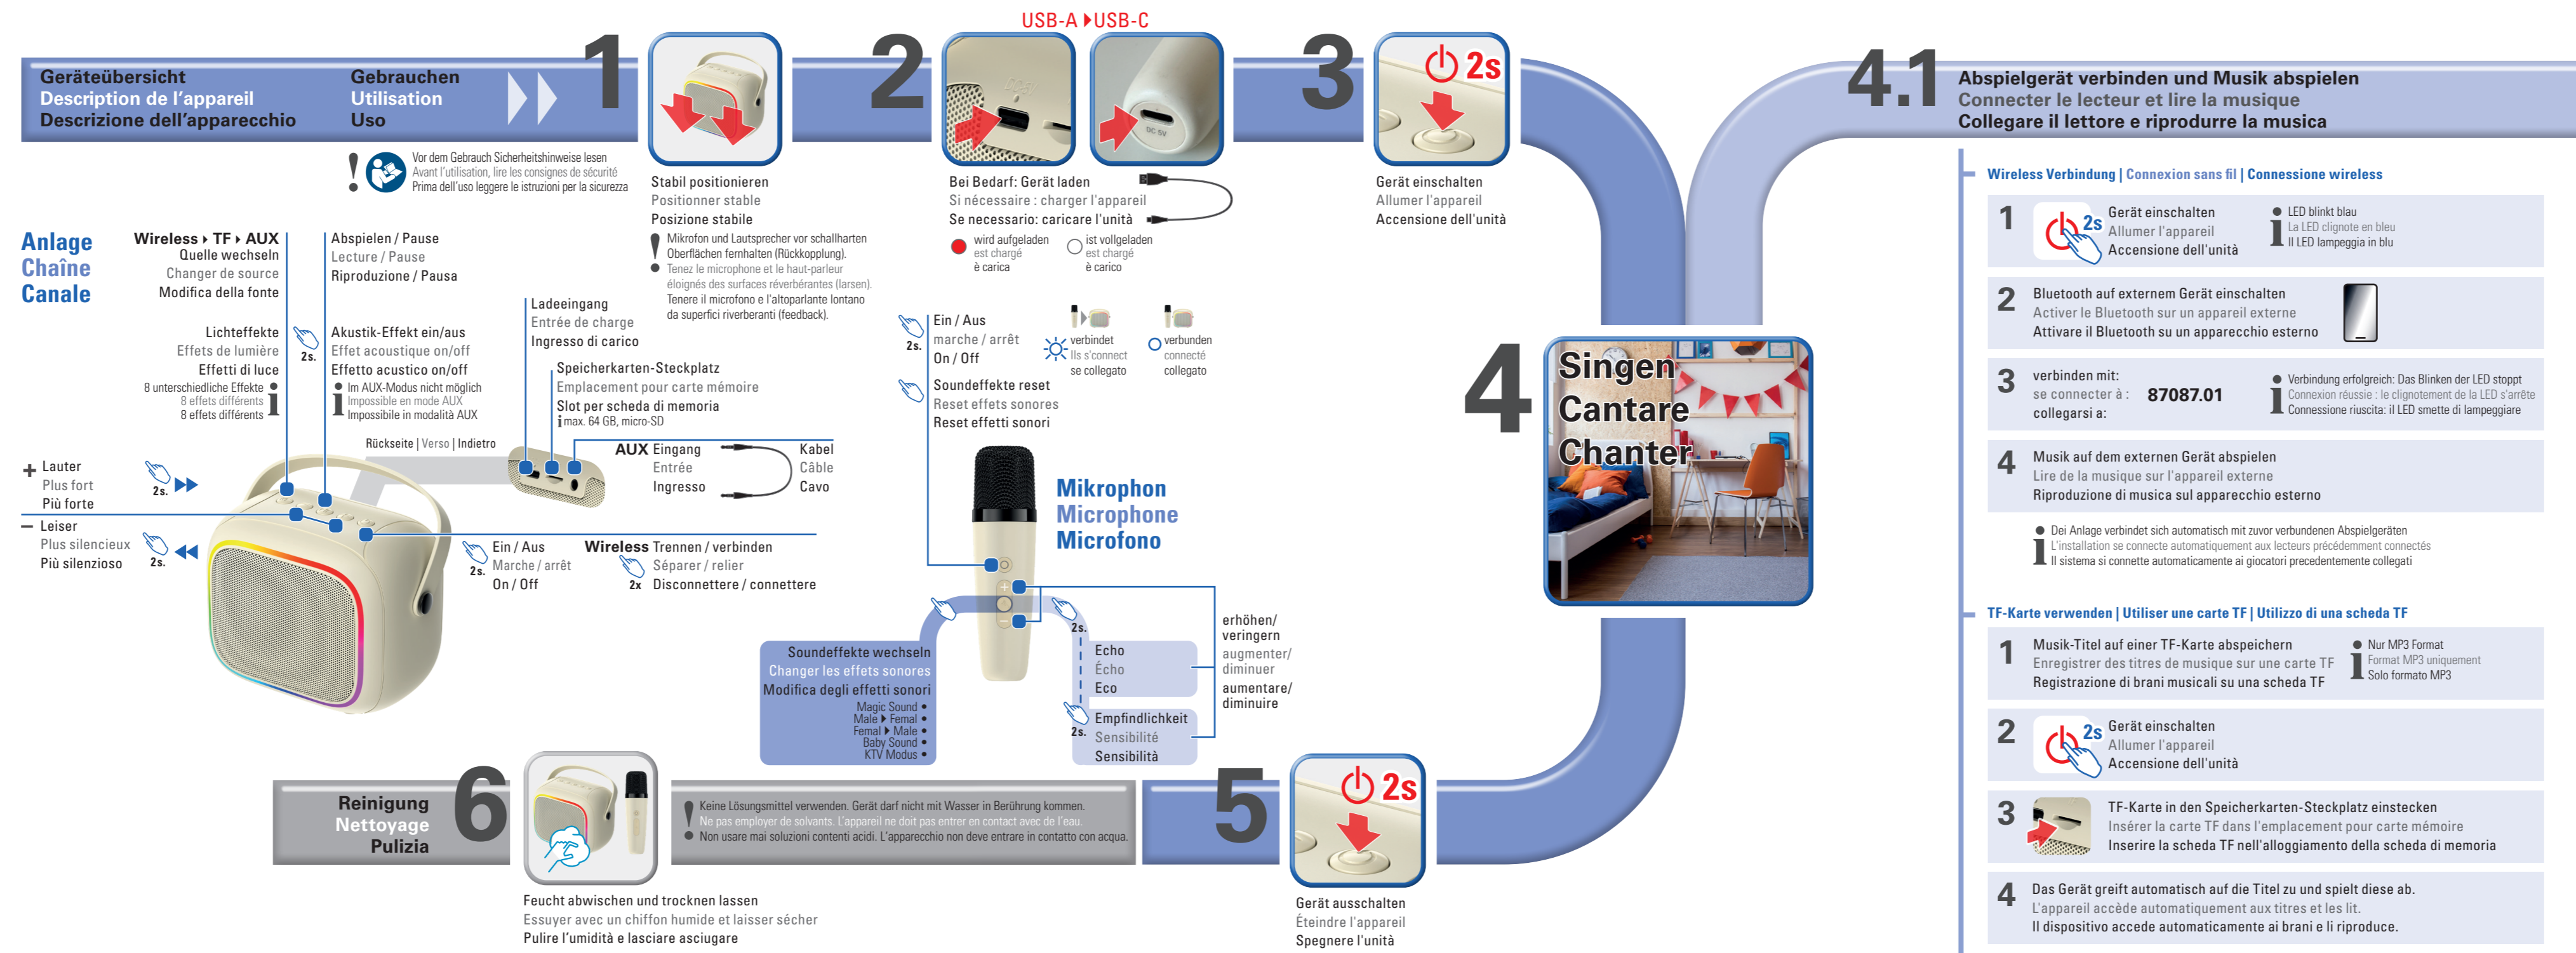 USB-A ▸ USB-C
Geräteübersicht
Description de l'appareil
Descrizione dell'apparecchio
Gebrauchen
Utilisation
Uso
Vor dem Gebrauch Sicherheitshinweise lesen
Avant l'utilisation, lire les consignes de sécurité
Prima dell'uso leggere le istruzioni per la sicurezza
1
Stabil positionieren
Positionner stable
Posizione stabile
Mikrofon und Lautsprecher vor schallharten
Oberflächen fernhalten (Rückkopplung).
Tenez le microphone et le haut-parleur
éloignés des surfaces réverbérantes (larsen).
Tenere il microfono e l'altoparlante lontano
da superfici riverberanti (feedback).
2
DC 5V
Bei Bedarf: Gerät laden
Si nécessaire : charger l'appareil
Se necessario: caricare l'unità
wird aufgeladen
est chargé
è carica
ist vollgeladen
est chargé
è carico
3
2s
Gerät einschalten
Allumer l'appareil
Accensione dell'unità
Anlage
Chaîne
Canale
Wireless ▸ TF ▸ AUX
Quelle wechseln
Changer de source
Modifica della fonte
Abspielen / Pause
Lecture / Pause
Riproduzione / Pausa
Lichteffekte
Effets de lumière
Effetti di luce
8 unterschiedliche Effekte
8 effets différents
8 effets différents
2s.
Akustik-Effekt ein/aus
Effet acoustique on/off
Effetto acustico on/off
Im AUX-Modus nicht möglich
Impossible en mode AUX
Impossibile in modalità AUX
Ladeeingang
Entrée de charge
Ingresso di carico
Speicherkarten-Steckplatz
Emplacement pour carte mémoire
Slot per scheda di memoria
i max. 64 GB, micro-SD
Rückseite | Verso | Indietro
AUX Eingang
Entrée
Ingresso
Kabel
Câble
Cavo
+ Lauter
Plus fort
Più forte
2s.
– Leiser
Plus silencieux
Più silenzioso
2s.
2s.
Ein / Aus
Marche / arrêt
On / Off
Wireless Trennen / verbinden
Séparer / relier
2x Disconnettere / connettere
2s.
Ein / Aus
marche / arrêt
On / Off
verbindet
Ils s'connect
se collegato
verbunden
connecté
collegato
Soundeffekte reset
Reset effets sonores
Reset effetti sonori
Mikrophon
Microphone
Microfono
Soundeffekte wechseln
Changer les effets sonores
Modifica degli effetti sonori
Magic Sound •
Male ▸ Femal •
Femal ▸ Male •
Baby Sound •
KTV Modus •
2s.
Echo
Écho
Eco
2s.
Empfindlichkeit
Sensibilité
Sensibilità
erhöhen/
veringern
augmenter/
diminuer
aumentare/
diminuire
4
Singen
Cantare
Chanter
5
2s
Gerät ausschalten
Éteindre l'appareil
Spegnere l'unità
Reinigung
Nettoyage
Pulizia
6
Keine Lösungsmittel verwenden. Gerät darf nicht mit Wasser in Berührung kommen.
Ne pas employer de solvants. L'appareil ne doit pas entrer en contact avec de l'eau.
Non usare mai soluzioni contenti acidi. L'apparecchio non deve entrare in contatto con acqua.
Feucht abwischen und trocknen lassen
Essuyer avec un chiffon humide et laisser sécher
Pulire l'umidità e lasciare asciugare
4.1
Abspielgerät verbinden und Musik abspielen
Connecter le lecteur et lire la musique
Collegare il lettore e riprodurre la musica
Wireless Verbindung | Connexion sans fil | Connessione wireless
1
2s
Gerät einschalten
Allumer l'appareil
Accensione dell'unità
LED blinkt blau
La LED clignote en bleu
Il LED lampeggia in blu
2
Bluetooth auf externem Gerät einschalten
Activer le Bluetooth sur un appareil externe
Attivare il Bluetooth su un apparecchio esterno
3
verbinden mit:
se connecter à :
collegarsi a:
87087.01
Verbindung erfolgreich: Das Blinken der LED stoppt
Connexion réussie : le clignotement de la LED s'arrête
Connessione riuscita: il LED smette di lampeggiare
4
Musik auf dem externen Gerät abspielen
Lire de la musique sur l'appareil externe
Riproduzione di musica sul apparecchio esterno
Dei Anlage verbindet sich automatisch mit zuvor verbundenen Abspielgeräten
L'installation se connecte automatiquement aux lecteurs précédemment connectés
Il sistema si connette automaticamente ai giocatori precedentemente collegati
TF-Karte verwenden | Utiliser une carte TF | Utilizzo di una scheda TF
1
Musik-Titel auf einer TF-Karte abspeichern
Enregistrer des titres de musique sur une carte TF
Registrazione di brani musicali su una scheda TF
Nur MP3 Format
Format MP3 uniquement
Solo formato MP3
2
2s
Gerät einschalten
Allumer l'appareil
Accensione dell'unità
3
TF-Karte in den Speicherkarten-Steckplatz einstecken
Insérer la carte TF dans l'emplacement pour carte mémoire
Inserire la scheda TF nell'alloggiamento della scheda di memoria
4
Das Gerät greift automatisch auf die Titel zu und spielt diese ab.
L'appareil accède automatiquement aux titres et les lit.
Il dispositivo accede automaticamente ai brani e li riproduce.